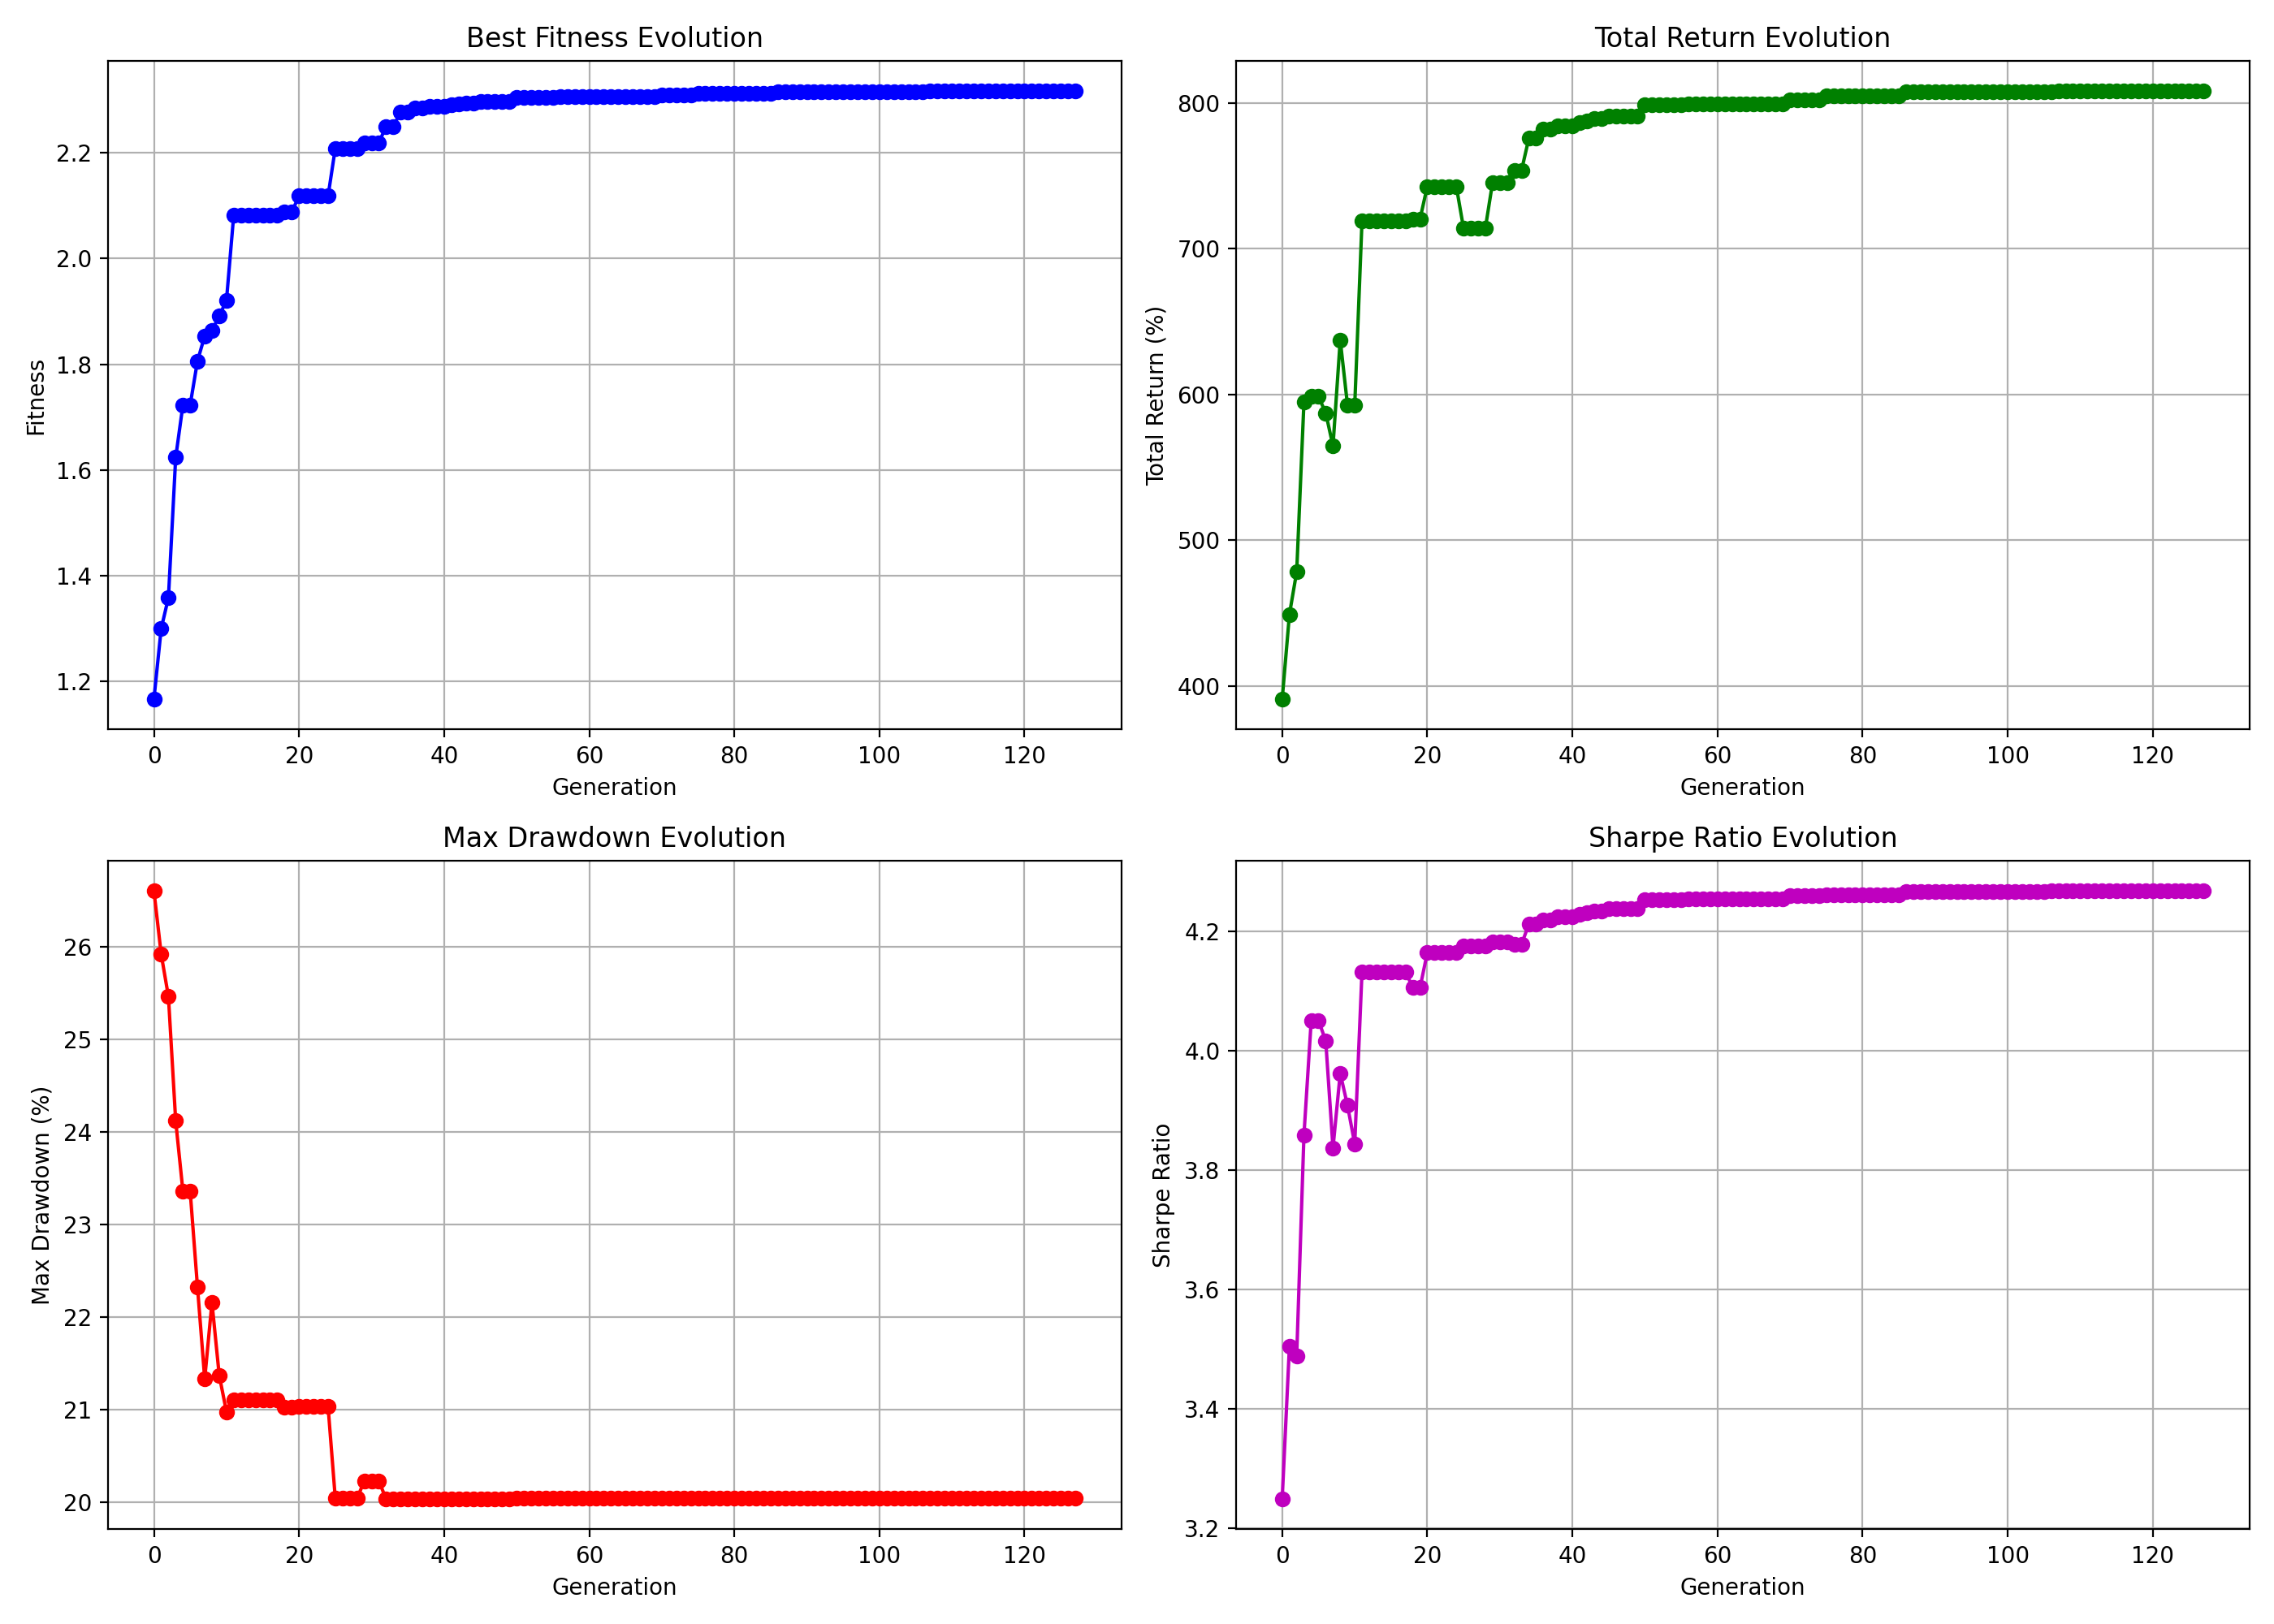 Best Fitness Evolution
Fitness
2.2
2.0
1.8
1.6
1.4
1.2
0 20 40 60 80 100 120
Generation
Total Return Evolution
Total Return (%)
800
700
600
500
400
0 20 40 60 80 100 120
Generation
Max Drawdown Evolution
Max Drawdown (%)
26
25
24
23
22
21
20
0 20 40 60 80 100 120
Generation
Sharpe Ratio Evolution
Sharpe Ratio
4.2
4.0
3.8
3.6
3.4
3.2
0 20 40 60 80 100 120
Generation